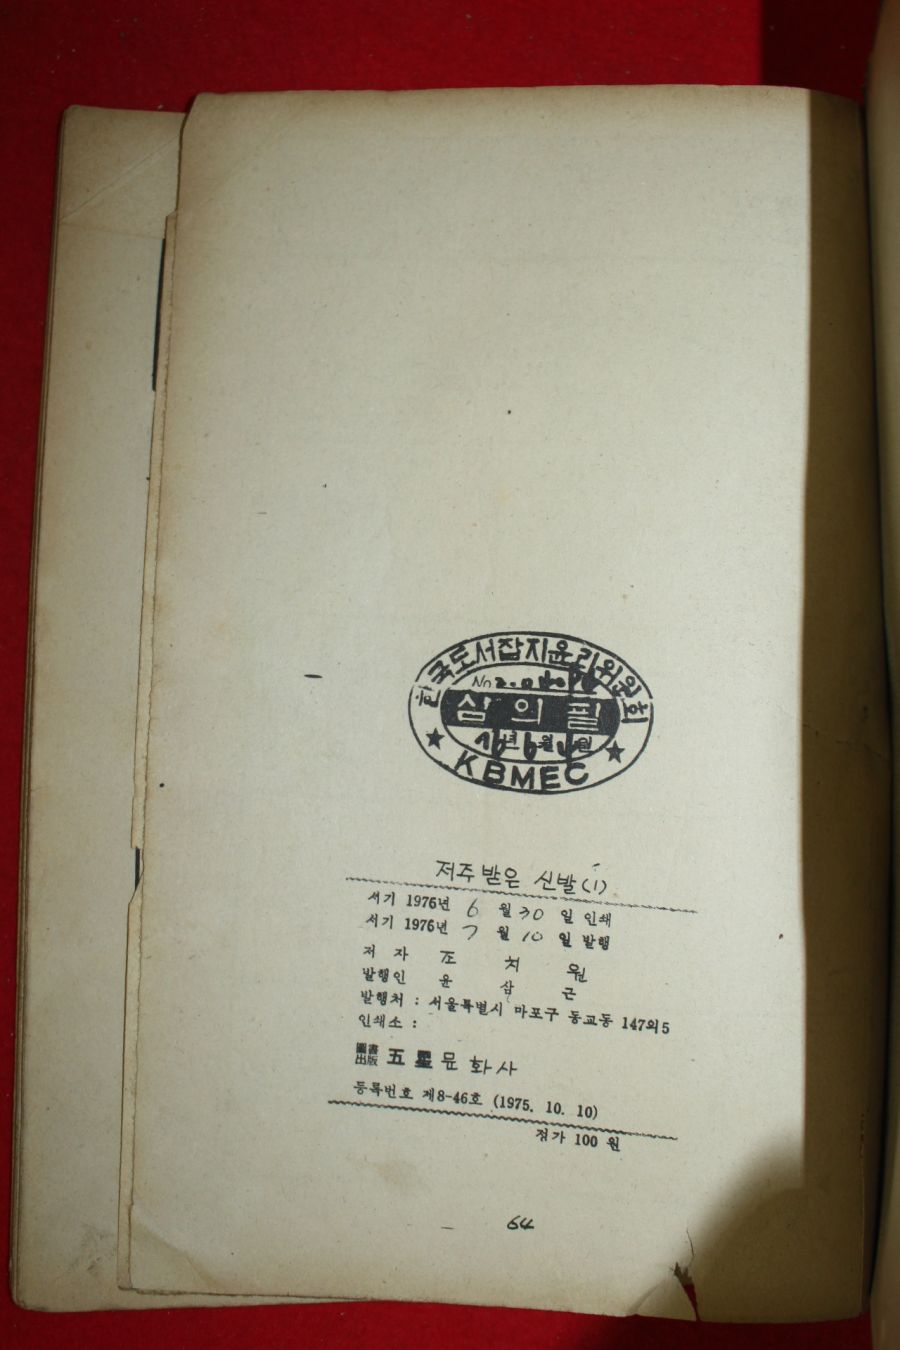 한국도서잡지윤리위원회
심의필
년 월 일
KBMEC
저주받은 신발(1)
서기 1976년 6 월 30 일 인쇄
서기 1976년 7 월 10 일 발행
저 자 조 치 원
발행인 윤 삼 근
발행처 : 서울특별시 마포구 동교동 147의5
인쇄소 :
圖書出版 五星문화사
등록번호 제8-46호 (1975. 10. 10)
정가 100 원
64